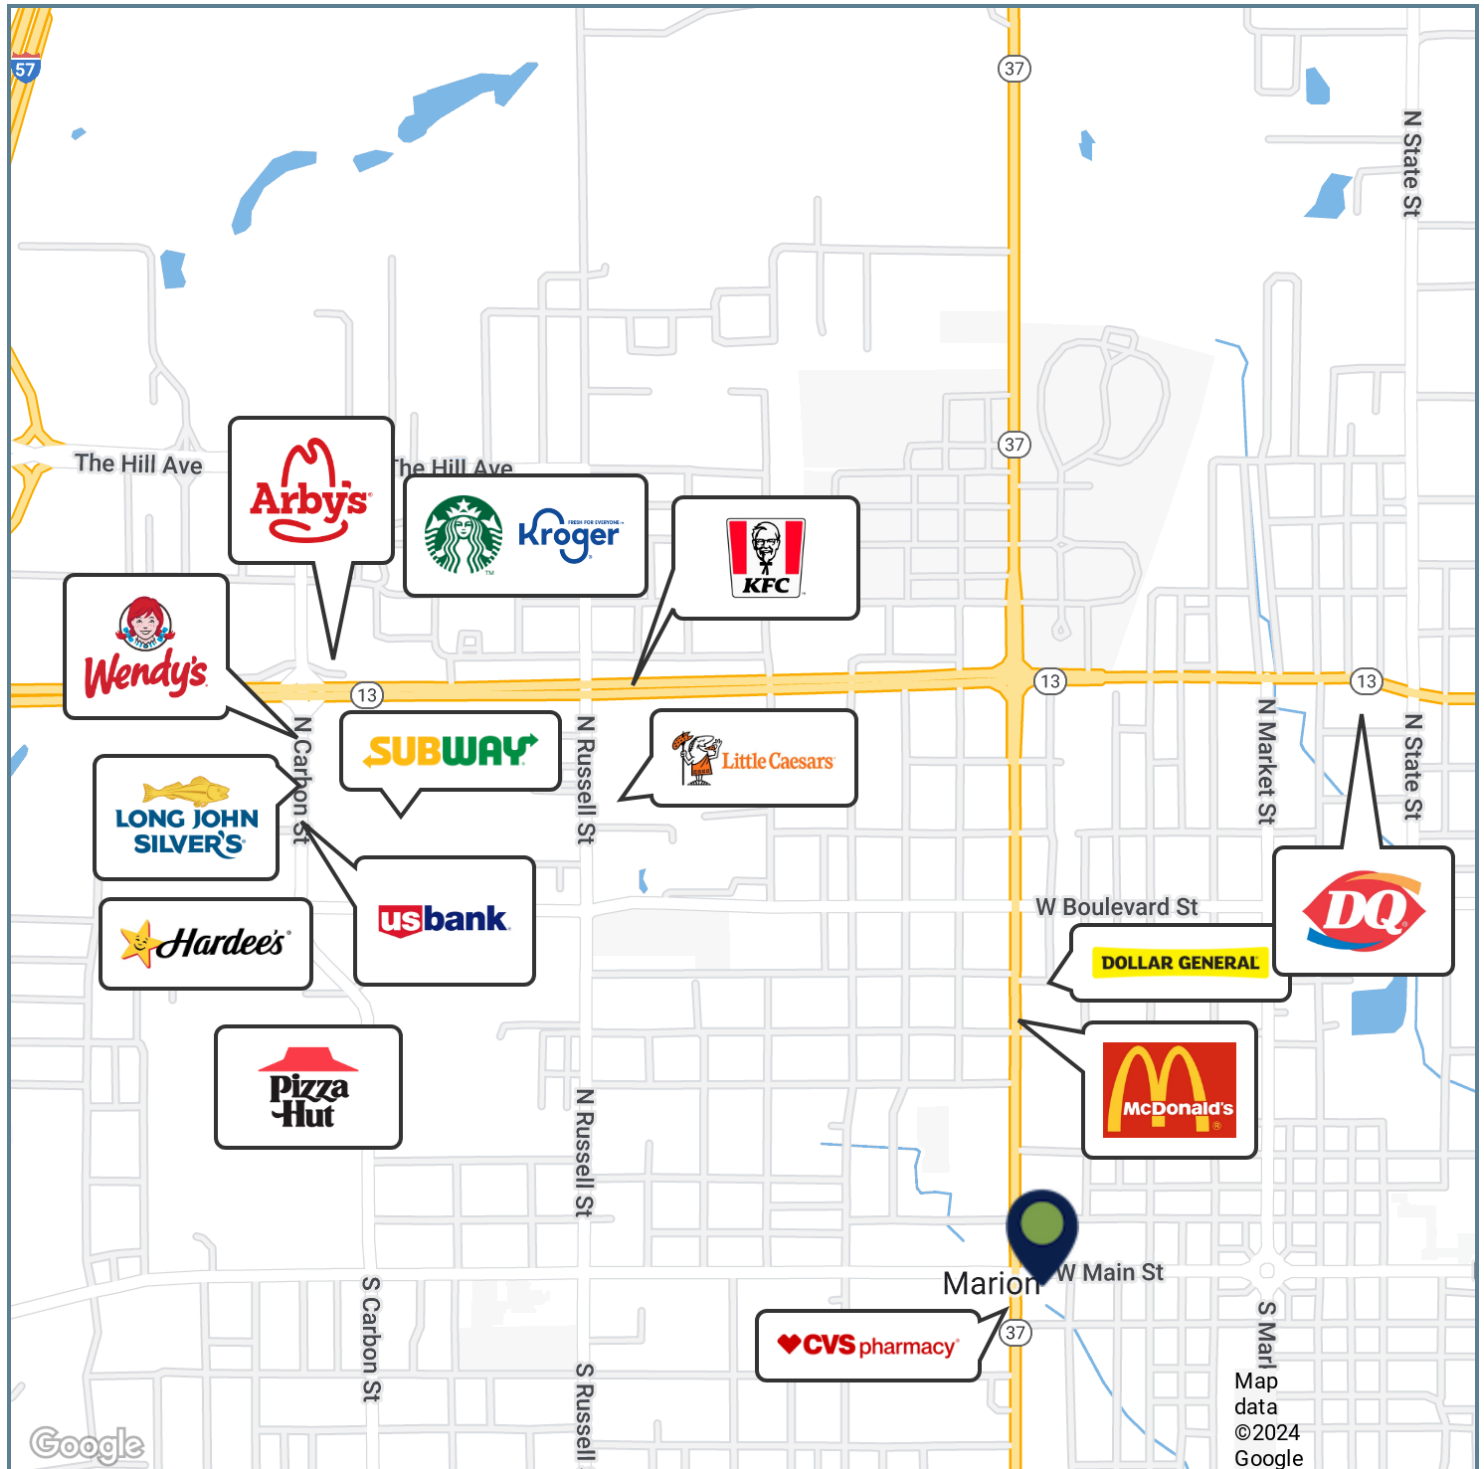 57
37
N State St
37
The Hill Ave
The Hill Ave
Arby's
Kroger
FRESH FOR EVERYONE
KFC
Wendy's
13
13
13
N Carbon St
SUBWAY
N Russell St
Little Caesars
N Market St
N State St
LONG JOHN
SILVER'S
usbank
Hardee's
W Boulevard St
DOLLAR GENERAL
DQ
Pizza
Hut
McDonald's
N Russell St
Marion
W Main St
CVS pharmacy
37
S Carbon St
S Russell
S Marl
Map
data
©2024
Google
Google